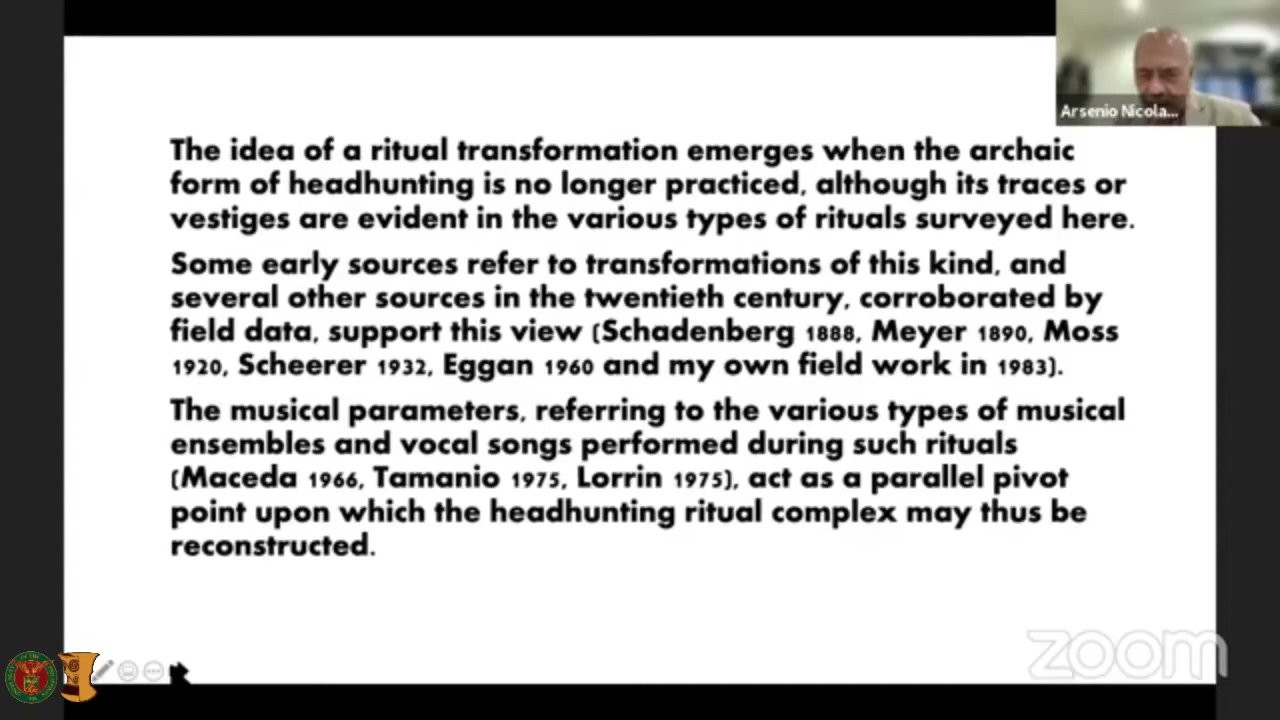 Arsenio Nicola...
The idea of a ritual transformation emerges when the archaic
form of headhunting is no longer practiced, although its traces or
vestiges are evident in the various types of rituals surveyed here.
Some early sources refer to transformations of this kind, and
several other sources in the twentieth century, corroborated by
field data, support this view (Schadenberg 1888, Meyer 1890, Moss
1920, Scheerer 1932, Eggan 1960 and my own field work in 1983).
The musical parameters, referring to the various types of musical
ensembles and vocal songs performed during such rituals
(Maceda 1966, Tamanio 1975, Lorrin 1975), act as a parallel pivot
point upon which the headhunting ritual complex may thus be
reconstructed.
zoom